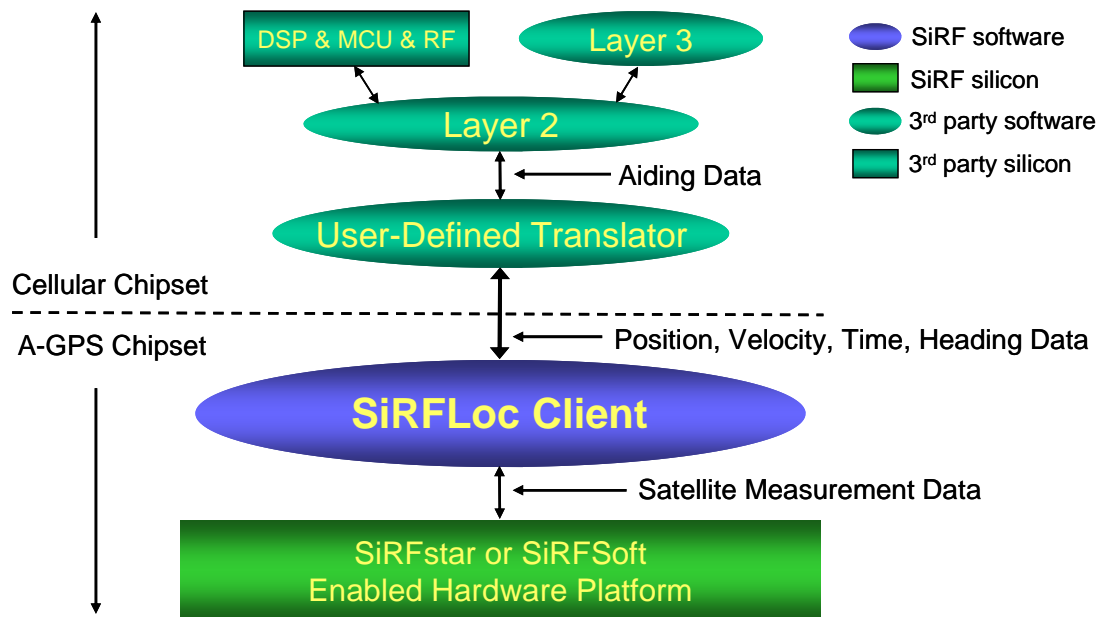 DSP & MCU & RF
Layer 3
SiRF software
SiRF silicon
3rd party software
3rd party silicon
Layer 2
Aiding Data
User-Defined Translator
Cellular Chipset
A-GPS Chipset
Position, Velocity, Time, Heading Data
SiRFLoc Client
Satellite Measurement Data
SiRFstar or SiRFSoft
Enabled Hardware Platform